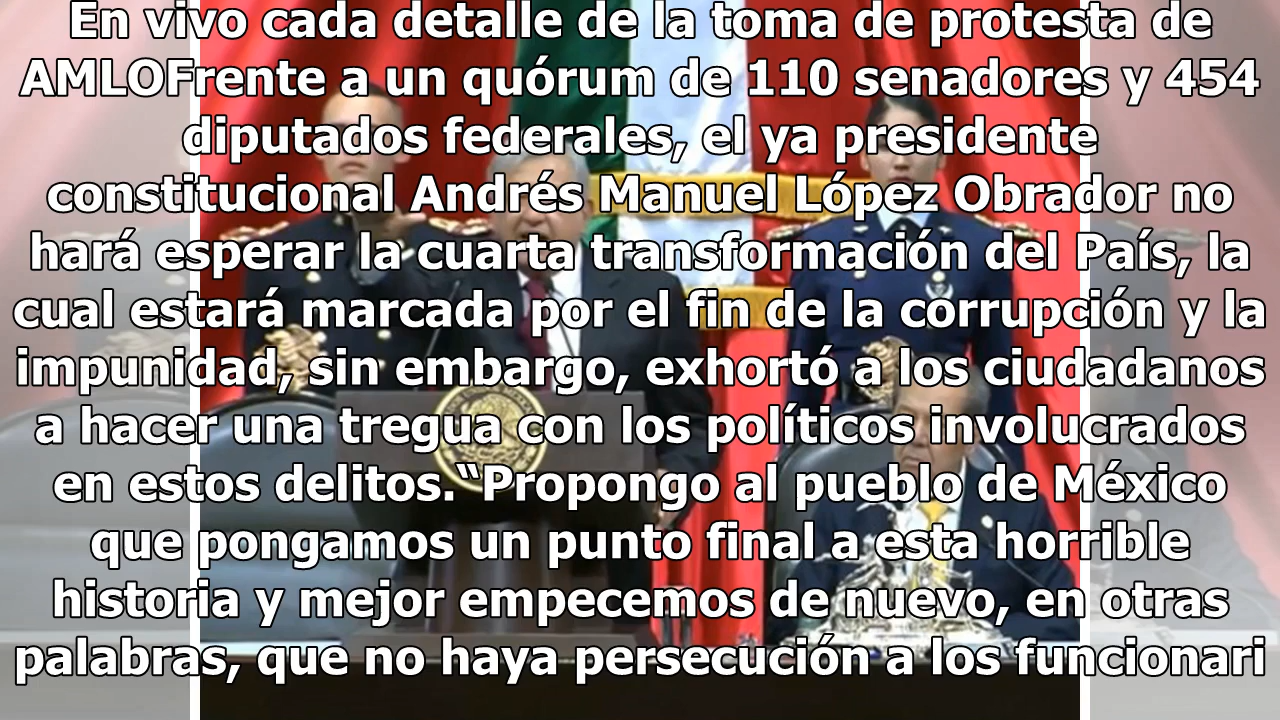 En vivo cada detalle de la toma de protesta de
AMLOFrente a un quórum de 110 senadores y 454
diputados federales, el ya presidente
constitucional Andrés Manuel López Obrador no
hará esperar la cuarta transformación del País, la
cual estará marcada por el fin de la corrupción y la
impunidad, sin embargo, exhortó a los ciudadanos
a hacer una tregua con los políticos involucrados
en estos delitos.“Propongo al pueblo de México
que pongamos un punto final a esta horrible
historia y mejor empecemos de nuevo, en otras
palabras, que no haya persecución a los funcionari